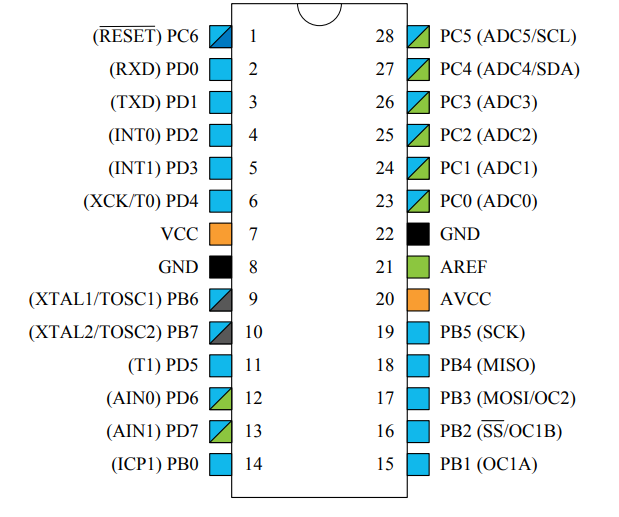 (RESET) PC6 1 28 PC5 (ADC5/SCL)
(RXD) PD0 2 27 PC4 (ADC4/SDA)
(TXD) PD1 3 26 PC3 (ADC3)
(INT0) PD2 4 25 PC2 (ADC2)
(INT1) PD3 5 24 PC1 (ADC1)
(XCK/T0) PD4 6 23 PC0 (ADC0)
VCC 7 22 GND
GND 8 21 AREF
(XTAL1/TOSC1) PB6 9 20 AVCC
(XTAL2/TOSC2) PB7 10 19 PB5 (SCK)
(T1) PD5 11 18 PB4 (MISO)
(AIN0) PD6 12 17 PB3 (MOSI/OC2)
(AIN1) PD7 13 16 PB2 (SS/OC1B)
(ICP1) PB0 14 15 PB1 (OC1A)